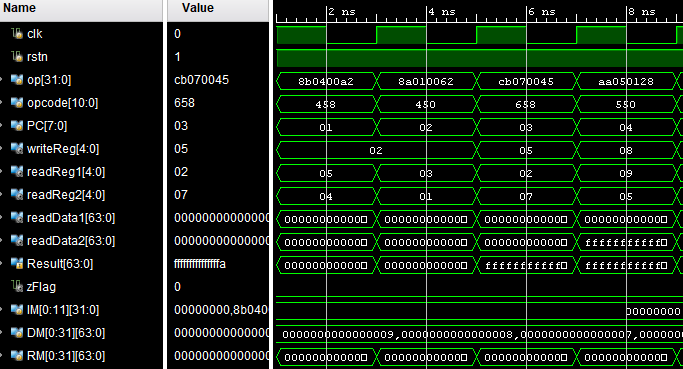 Name Value 2 ns 4 ns 6 ns 8 ns
clk 0
rstn 1
op[31:0] cb070045 8b0400a2 8a010062 cb070045 aa050128
opcode[10:0] 658 458 450 658 550
PC[7:0] 03 01 02 03 04
writeReg[4:0] 05 02 05 08
readReg1[4:0] 02 05 03 02 09
readReg2[4:0] 07 04 01 07 05
readData1[63:0] 00000000000000 00000000000 00000000000 00000000000 00000000000
readData2[63:0] 00000000000000 00000000000 00000000000 00000000000 fffffffffff
Result[63:0] fffffffffffffffa 00000000000 00000000000 fffffffffff fffffffffff
zFlag 0
IM[0:11][31:0] 00000000,8b040 00000000
DM[0:31][63:0] 00000000000000 0000000000000009,0000000000000008,0000000000000007,000000
RM[0:31][63:0] 00000000000000 00000000000 00000000000 00000000000 00000000000